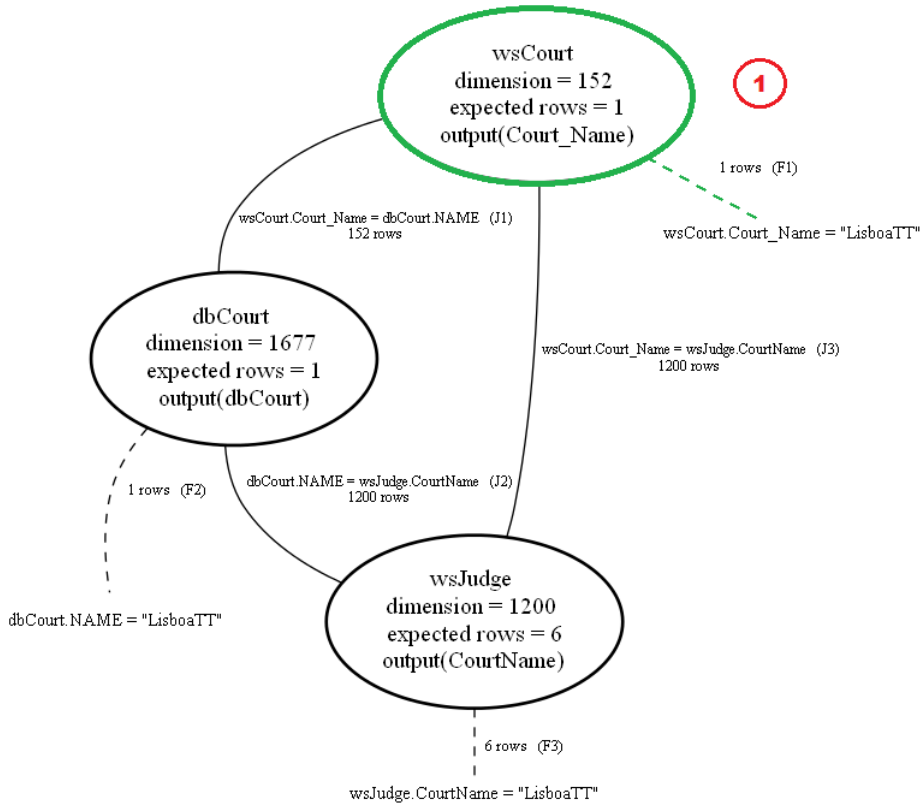 wsCourt
dimension = 152
expected rows = 1
output(Court_Name)
1
1 rows (F1)
wsCourt.Court_Name = "LisboaTT"
wsCourt.Court_Name = dbCourt.NAME (J1)
152 rows
dbCourt
dimension = 1677
expected rows = 1
output(dbCourt)
wsCourt.Court_Name = wsJudge.CourtName (J3)
1200 rows
1 rows (F2)
dbCourt.NAME = wsJudge.CourtName (J2)
1200 rows
wsJudge
dimension = 1200
expected rows = 6
output(CourtName)
dbCourt.NAME = "LisboaTT"
6 rows (F3)
wsJudge.CourtName = "LisboaTT"